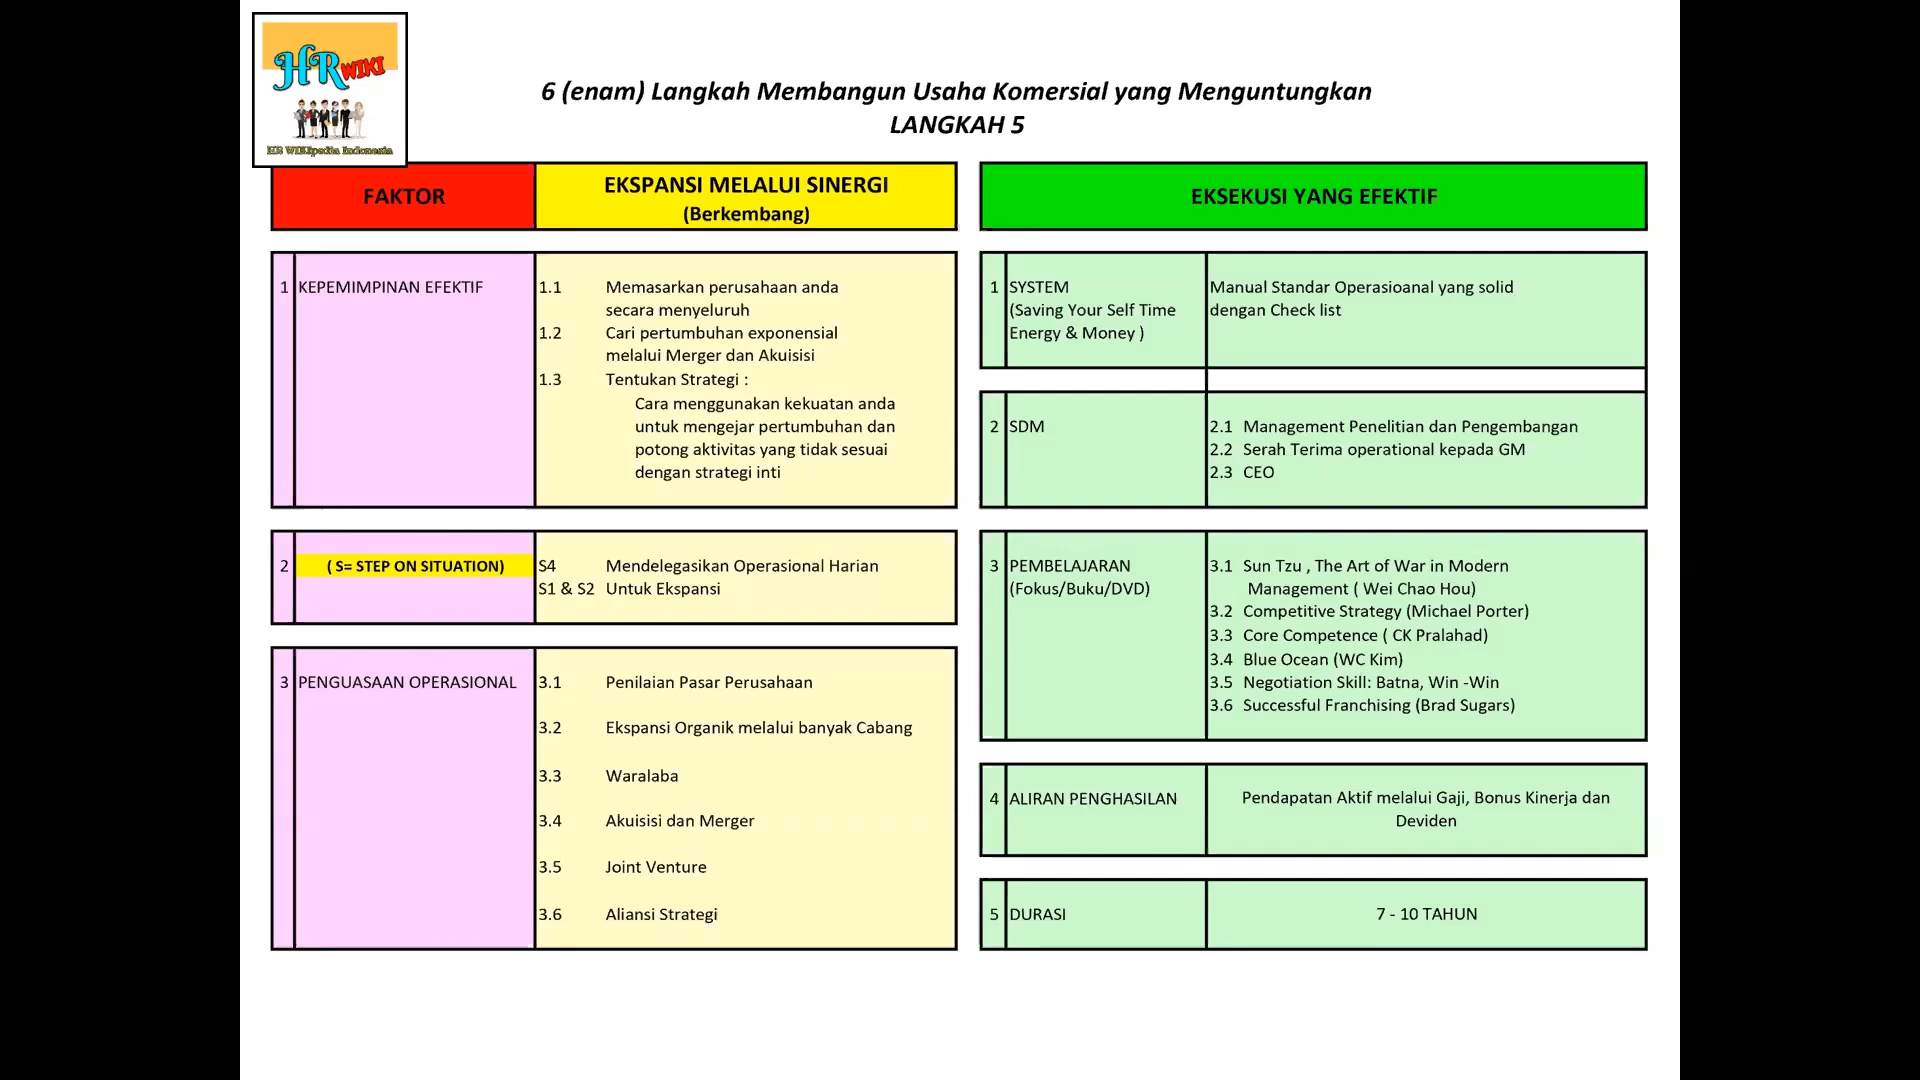 HR WIKI
HR WIKIpedia Indonesia
6 (enam) Langkah Membangun Usaha Komersial yang Menguntungkan
LANGKAH 5
FAKTOR
EKSPANSI MELALUI SINERGI
(Berkembang)
1 KEPEMIMPINAN EFEKTIF
1.1 Memasarkan perusahaan anda
secara menyeluruh
1.2 Cari pertumbuhan exponensial
melalui Merger dan Akuisisi
1.3 Tentukan Strategi :
Cara menggunakan kekuatan anda
untuk mengejar pertumbuhan dan
potong aktivitas yang tidak sesuai
dengan strategi inti
2 ( S= STEP ON SITUATION)
S4 Mendelegasikan Operasional Harian
S1 & S2 Untuk Ekspansi
3 PENGUASAAN OPERASIONAL
3.1 Penilaian Pasar Perusahaan
3.2 Ekspansi Organik melalui banyak Cabang
3.3 Waralaba
3.4 Akuisisi dan Merger
3.5 Joint Venture
3.6 Aliansi Strategi
EKSEKUSI YANG EFEKTIF
1 SYSTEM
(Saving Your Self Time
Energy & Money )
Manual Standar Operasioanal yang solid
dengan Check list
2 SDM
2.1 Management Penelitian dan Pengembangan
2.2 Serah Terima operational kepada GM
2.3 CEO
3 PEMBELAJARAN
(Fokus/Buku/DVD)
3.1 Sun Tzu , The Art of War in Modern
Management ( Wei Chao Hou)
3.2 Competitive Strategy (Michael Porter)
3.3 Core Competence ( CK Pralahad)
3.4 Blue Ocean (WC Kim)
3.5 Negotiation Skill: Batna, Win -Win
3.6 Successful Franchising (Brad Sugars)
4 ALIRAN PENGHASILAN
Pendapatan Aktif melalui Gaji, Bonus Kinerja dan
Deviden
5 DURASI
7 - 10 TAHUN